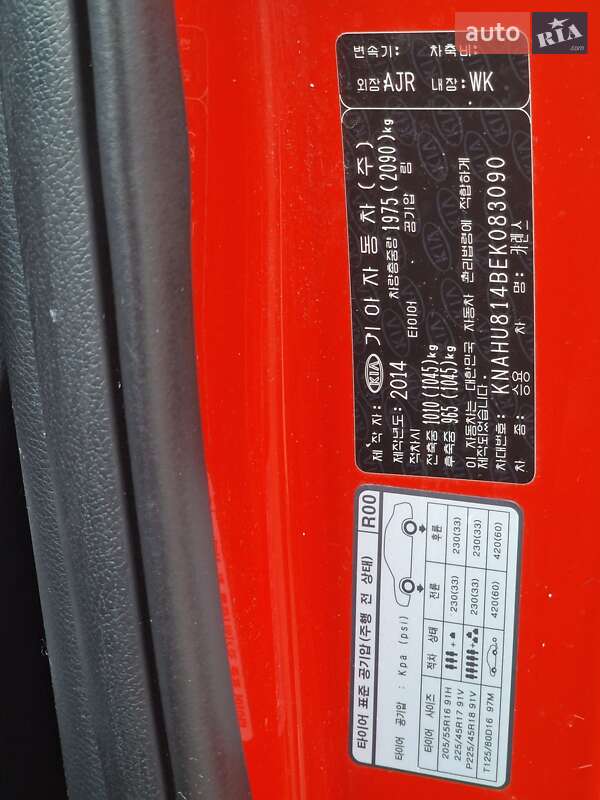 auto RIA.com
변속기: 차축비:
외장:AJR 내장:WK
제 작 자: KIA 기아자동차(주)
제작년도: 2014 차량총중량 1975(2090)kg
적차시 타이어 공기압 림
전축중 1010(1045)kg
후축중 965(1045)kg
이 자동차는 대한민국 자동차 관리법령에 적합하게
제작되었습니다.
차대번호: KNAHU814BEK083090
차 종: 승용 차 명: 카렌스
타이어 표준 공기압(주행 전 상태) R00
타이어 공기압 : Kpa (psi)
타이어 사이즈 적차 상태 전륜 후륜
205/55R16 91H 230(33) 230(33)
225/45R17 91V
P225/45R18 91V 230(33) 230(33)
T125/80D16 97M 420(60) 420(60)